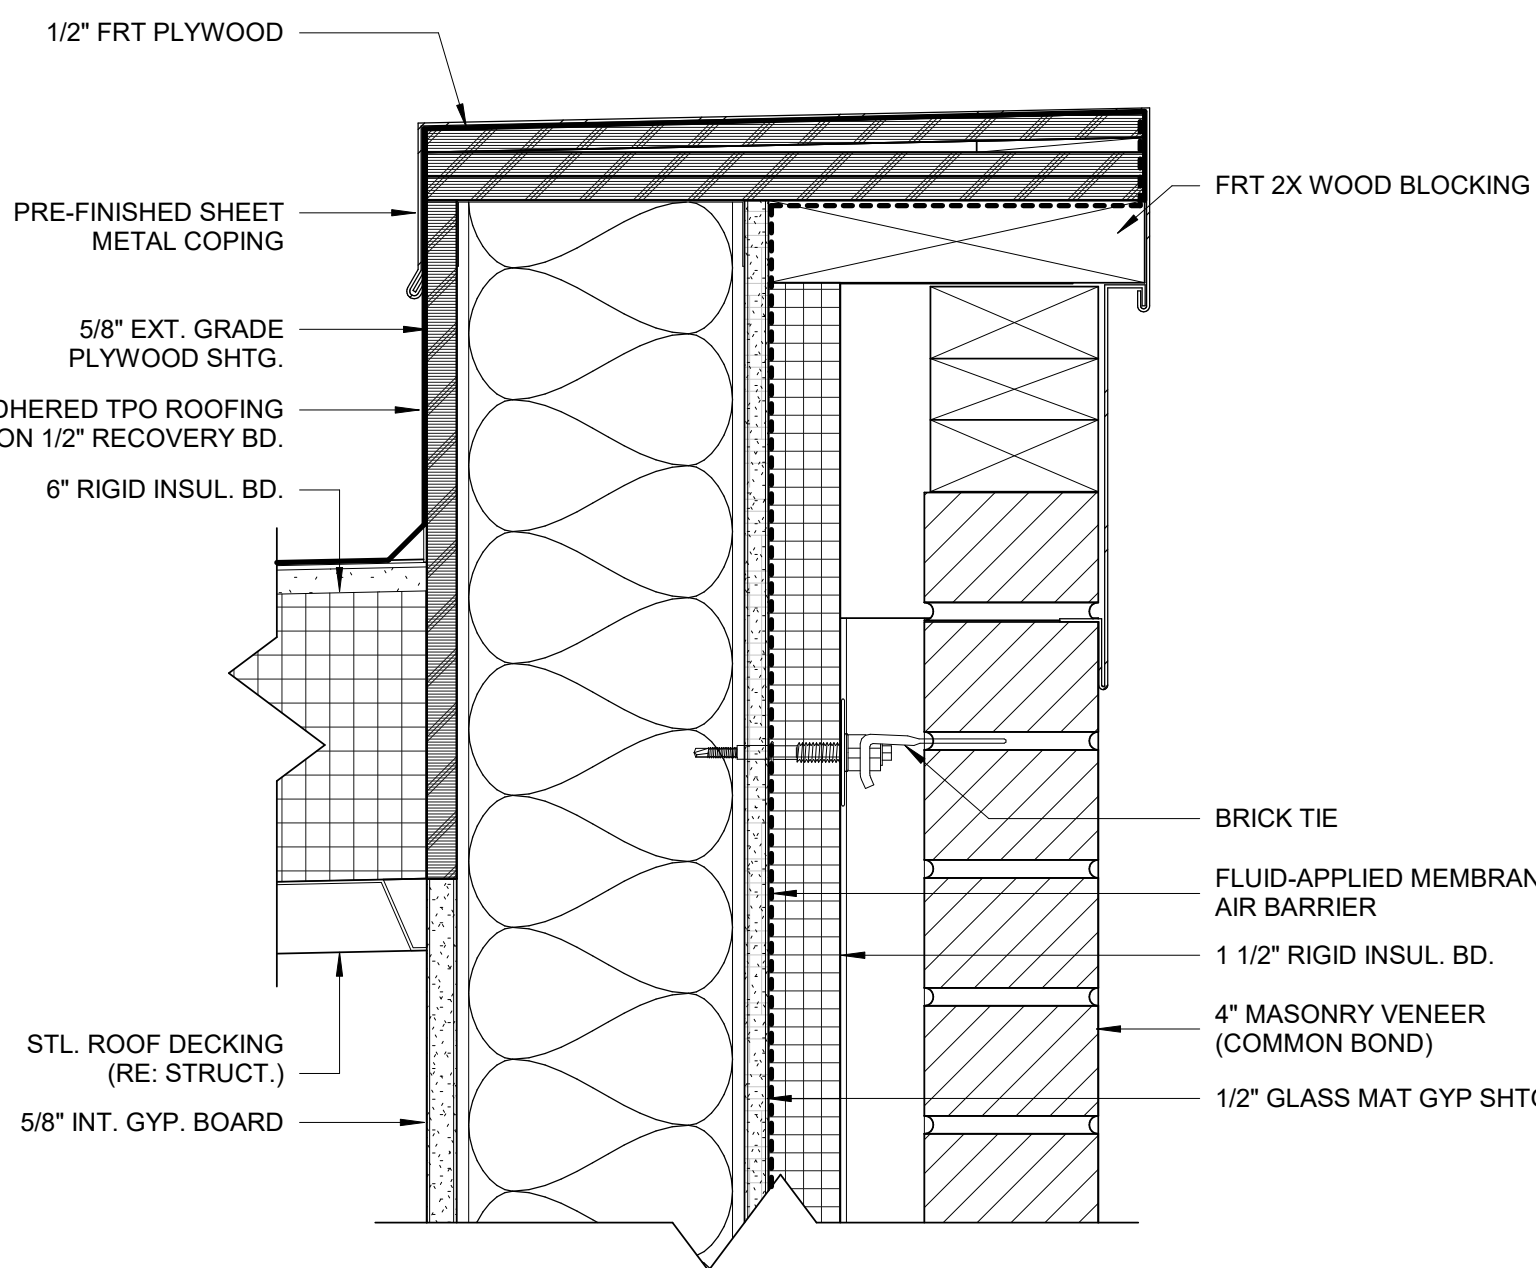 1/2" FRT PLYWOOD
PRE-FINISHED SHEET
METAL COPING
5/8" EXT. GRADE
PLYWOOD SHTG.
TPO ROOFING
ON 1/2" RECOVERY BD.
6" RIGID INSUL. BD.
STL. ROOF DECKING
(RE: STRUCT.)
5/8" INT. GYP. BOARD
FRT 2X WOOD BLOCKING
BRICK TIE
FLUID-APPLIED
AIR BARRIER
1 1/2" RIGID INSUL. BD.
4" MASONRY VENEER
(COMMON BOND)
1/2" GLASS MAT GYP